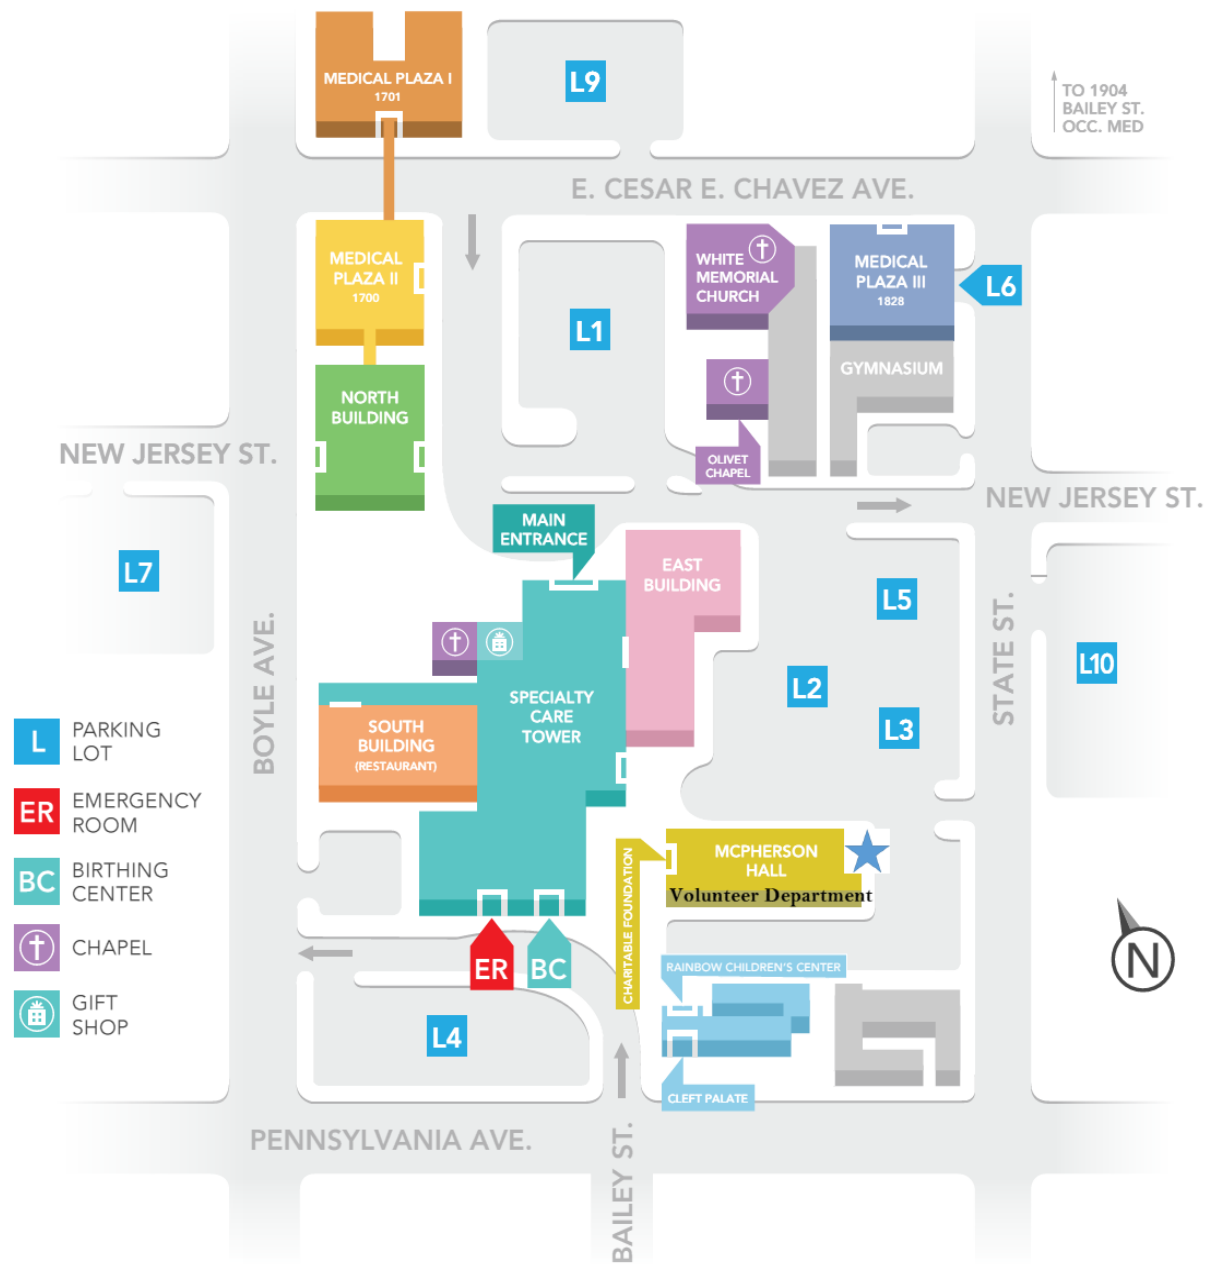 MEDICAL PLAZA I
1701
L9
TO 1904
BAILEY ST.
OCC. MED
E. CESAR E. CHAVEZ AVE.
MEDICAL
PLAZA II
1700
L1
WHITE
MEMORIAL
CHURCH
MEDICAL
PLAZA III
1828
L6
GYMNASIUM
NORTH
BUILDING
OLIVET
CHAPEL
NEW JERSEY ST.
NEW JERSEY ST.
MAIN
ENTRANCE
EAST
BUILDING
L7
L5
L2
L3
L10
BOYLE AVE.
STATE ST.
SPECIALTY
CARE
TOWER
SOUTH
BUILDING
(RESTAURANT)
L
PARKING
LOT
ER
EMERGENCY
ROOM
BC
BIRTHING
CENTER
CHAPEL
GIFT
SHOP
MCPHERSON
HALL
Volunteer Department
CHARITABLE FOUNDATION
ER
BC
RAINBOW CHILDREN'S CENTER
CLEFT PALATE
L4
N
PENNSYLVANIA AVE.
BAILEY ST.